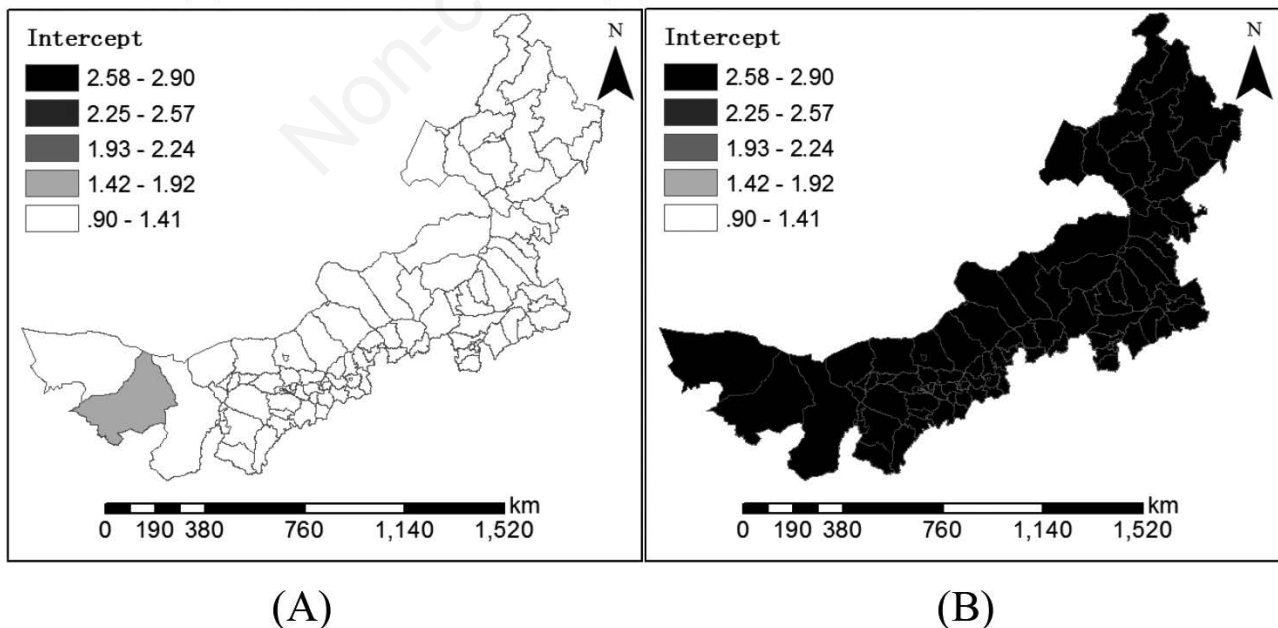 Non-c
Intercept
N
2.58 - 2.90
2.25 - 2.57
1.93 - 2.24
1.42 - 1.92
.90 - 1.41
km
0 190 380 760 1,140 1,520
(A)
Intercept
N
2.58 - 2.90
2.25 - 2.57
1.93 - 2.24
1.42 - 1.92
.90 - 1.41
km
0 190 380 760 1,140 1,520
(B)